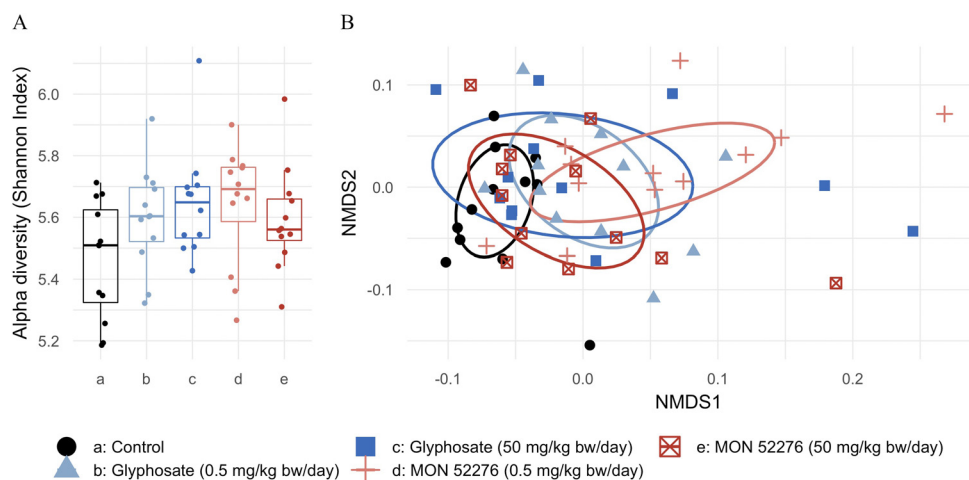 A
B
Alpha diversity (Shannon Index)
6.0
5.8
5.6
5.4
5.2
a b c d e
NMDS2
0.1
0.0
-0.1
-0.1 0.0 0.1 0.2
NMDS1
a: Control
c: Glyphosate (50 mg/kg bw/day)
e: MON 52276 (50 mg/kg bw/day)
b: Glyphosate (0.5 mg/kg bw/day)
d: MON 52276 (0.5 mg/kg bw/day)